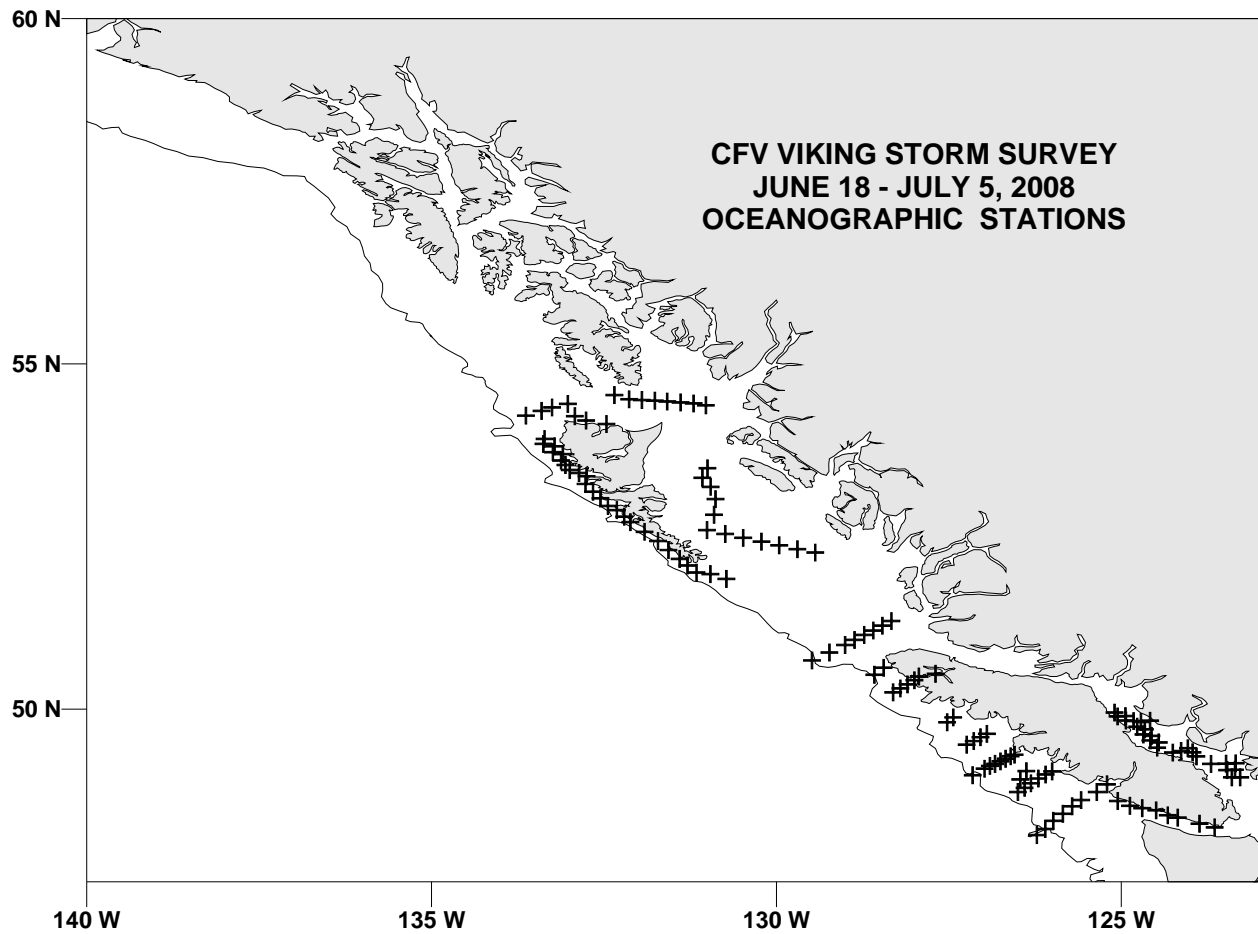 60 N
CFV VIKING STORM SURVEY
JUNE 18 - JULY 5, 2008
OCEANOGRAPHIC STATIONS
55 N
50 N
140 W
135 W
130 W
125 W